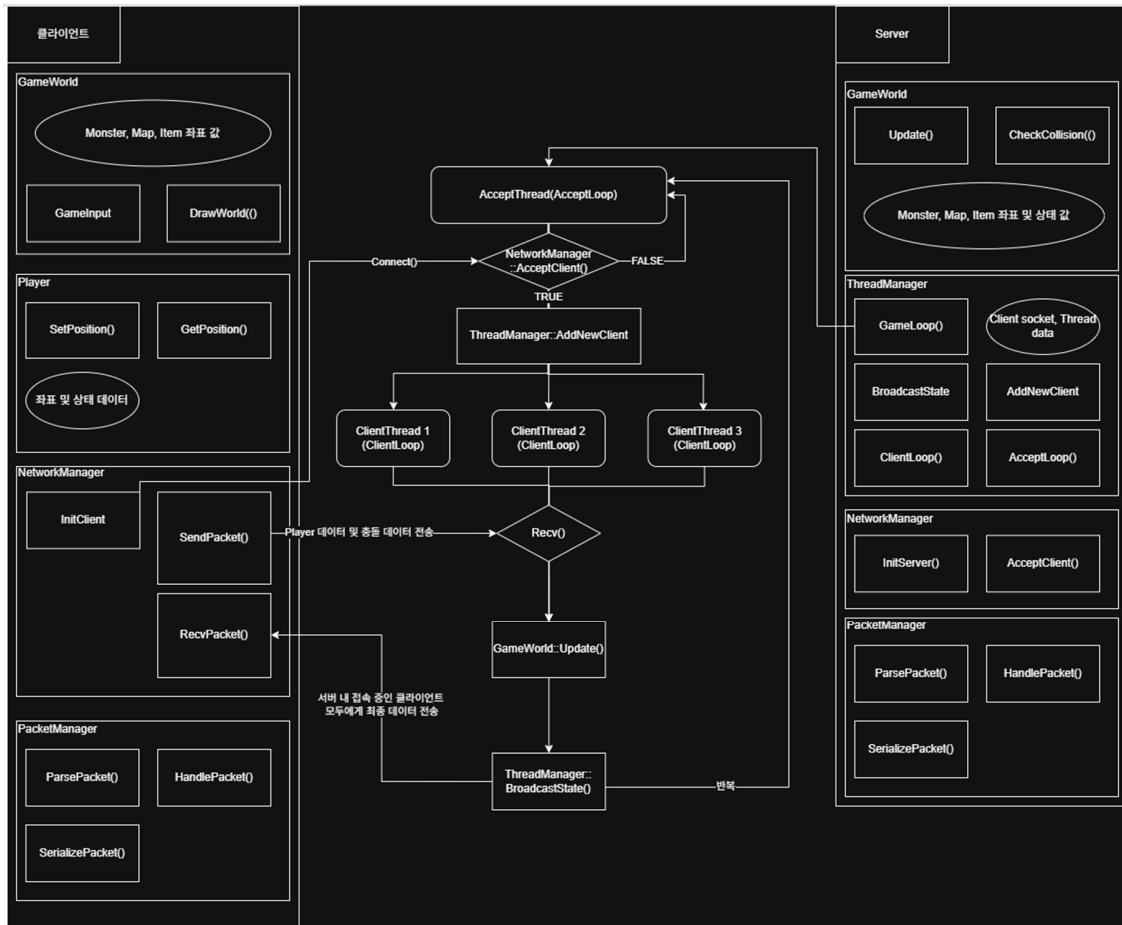 클라이언트
GameWorld
Monster, Map, Item 좌표 값
GameInput
DrawWorld(()
Player
SetPosition()
GetPosition()
좌표 및 상태 데이터
NetworkManager
InitClient
SendPacket()
RecvPacket()
PacketManager
ParsePacket()
HandlePacket()
SerializePacket()
AcceptThread(AcceptLoop)
Connect()
NetworkManager
::AcceptClient()
FALSE
TRUE
ThreadManager::AddNewClient
ClientThread 1
(ClientLoop)
ClientThread 2
(ClientLoop)
ClientThread 3
(ClientLoop)
Player 데이터 및 충돌 데이터 전송
Recv()
GameWorld::Update()
서버 내 접속 중인 클라이언트
모두에게 최종 데이터 전송
ThreadManager::
BroadcastState()
반복
Server
GameWorld
Update()
CheckCollision(()
Monster, Map, Item 좌표 및 상태 값
ThreadManager
GameLoop()
Client socket, Thread
data
BroadcastState
AddNewClient
ClientLoop()
AcceptLoop()
NetworkManager
InitServer()
AcceptClient()
PacketManager
ParsePacket()
HandlePacket()
SerializePacket()